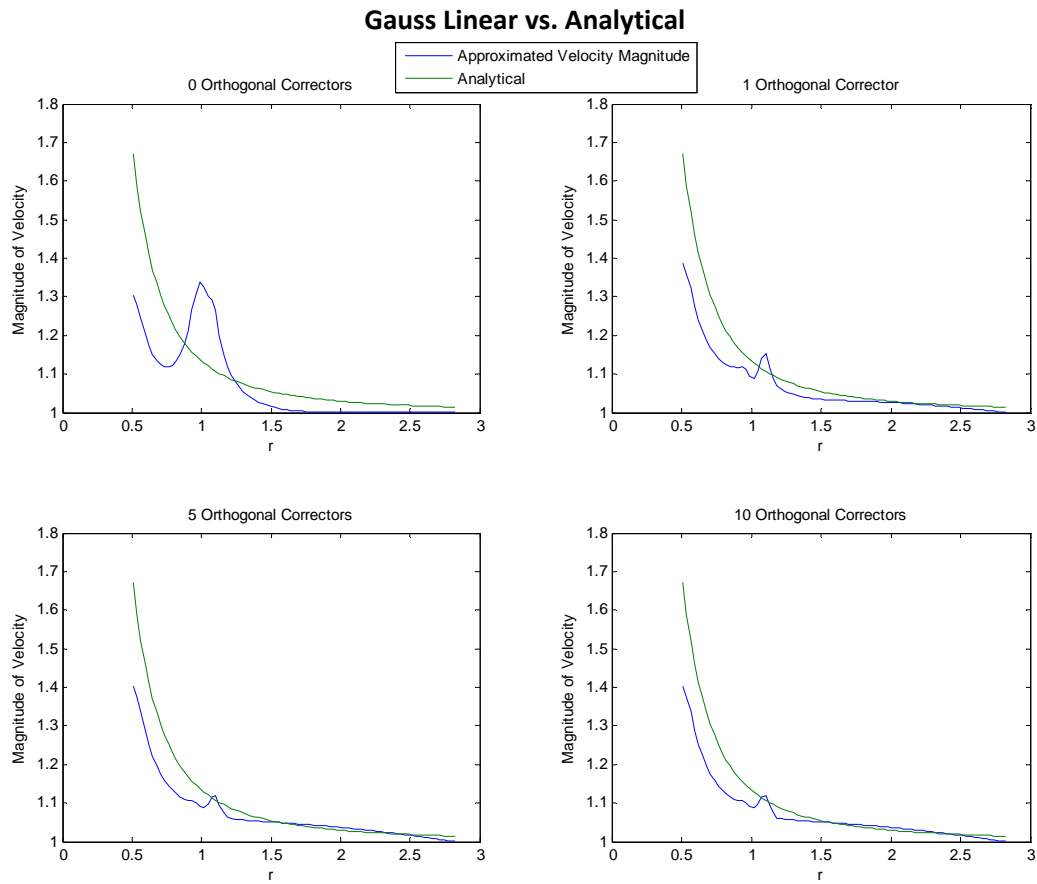 Gauss Linear vs. Analytical
Approximated Velocity Magnitude
Analytical
0 Orthogonal Correctors
1.8
1.7
1.6
1.5
1.4
1.3
1.2
1.1
1
Magnitude of Velocity
0 0.5 1 1.5 2 2.5 3
r
1 Orthogonal Corrector
1.8
1.7
1.6
1.5
1.4
1.3
1.2
1.1
1
Magnitude of Velocity
0 0.5 1 1.5 2 2.5 3
r
5 Orthogonal Correctors
1.8
1.7
1.6
1.5
1.4
1.3
1.2
1.1
1
Magnitude of Velocity
0 0.5 1 1.5 2 2.5 3
r
10 Orthogonal Correctors
1.8
1.7
1.6
1.5
1.4
1.3
1.2
1.1
1
Magnitude of Velocity
0 0.5 1 1.5 2 2.5 3
r